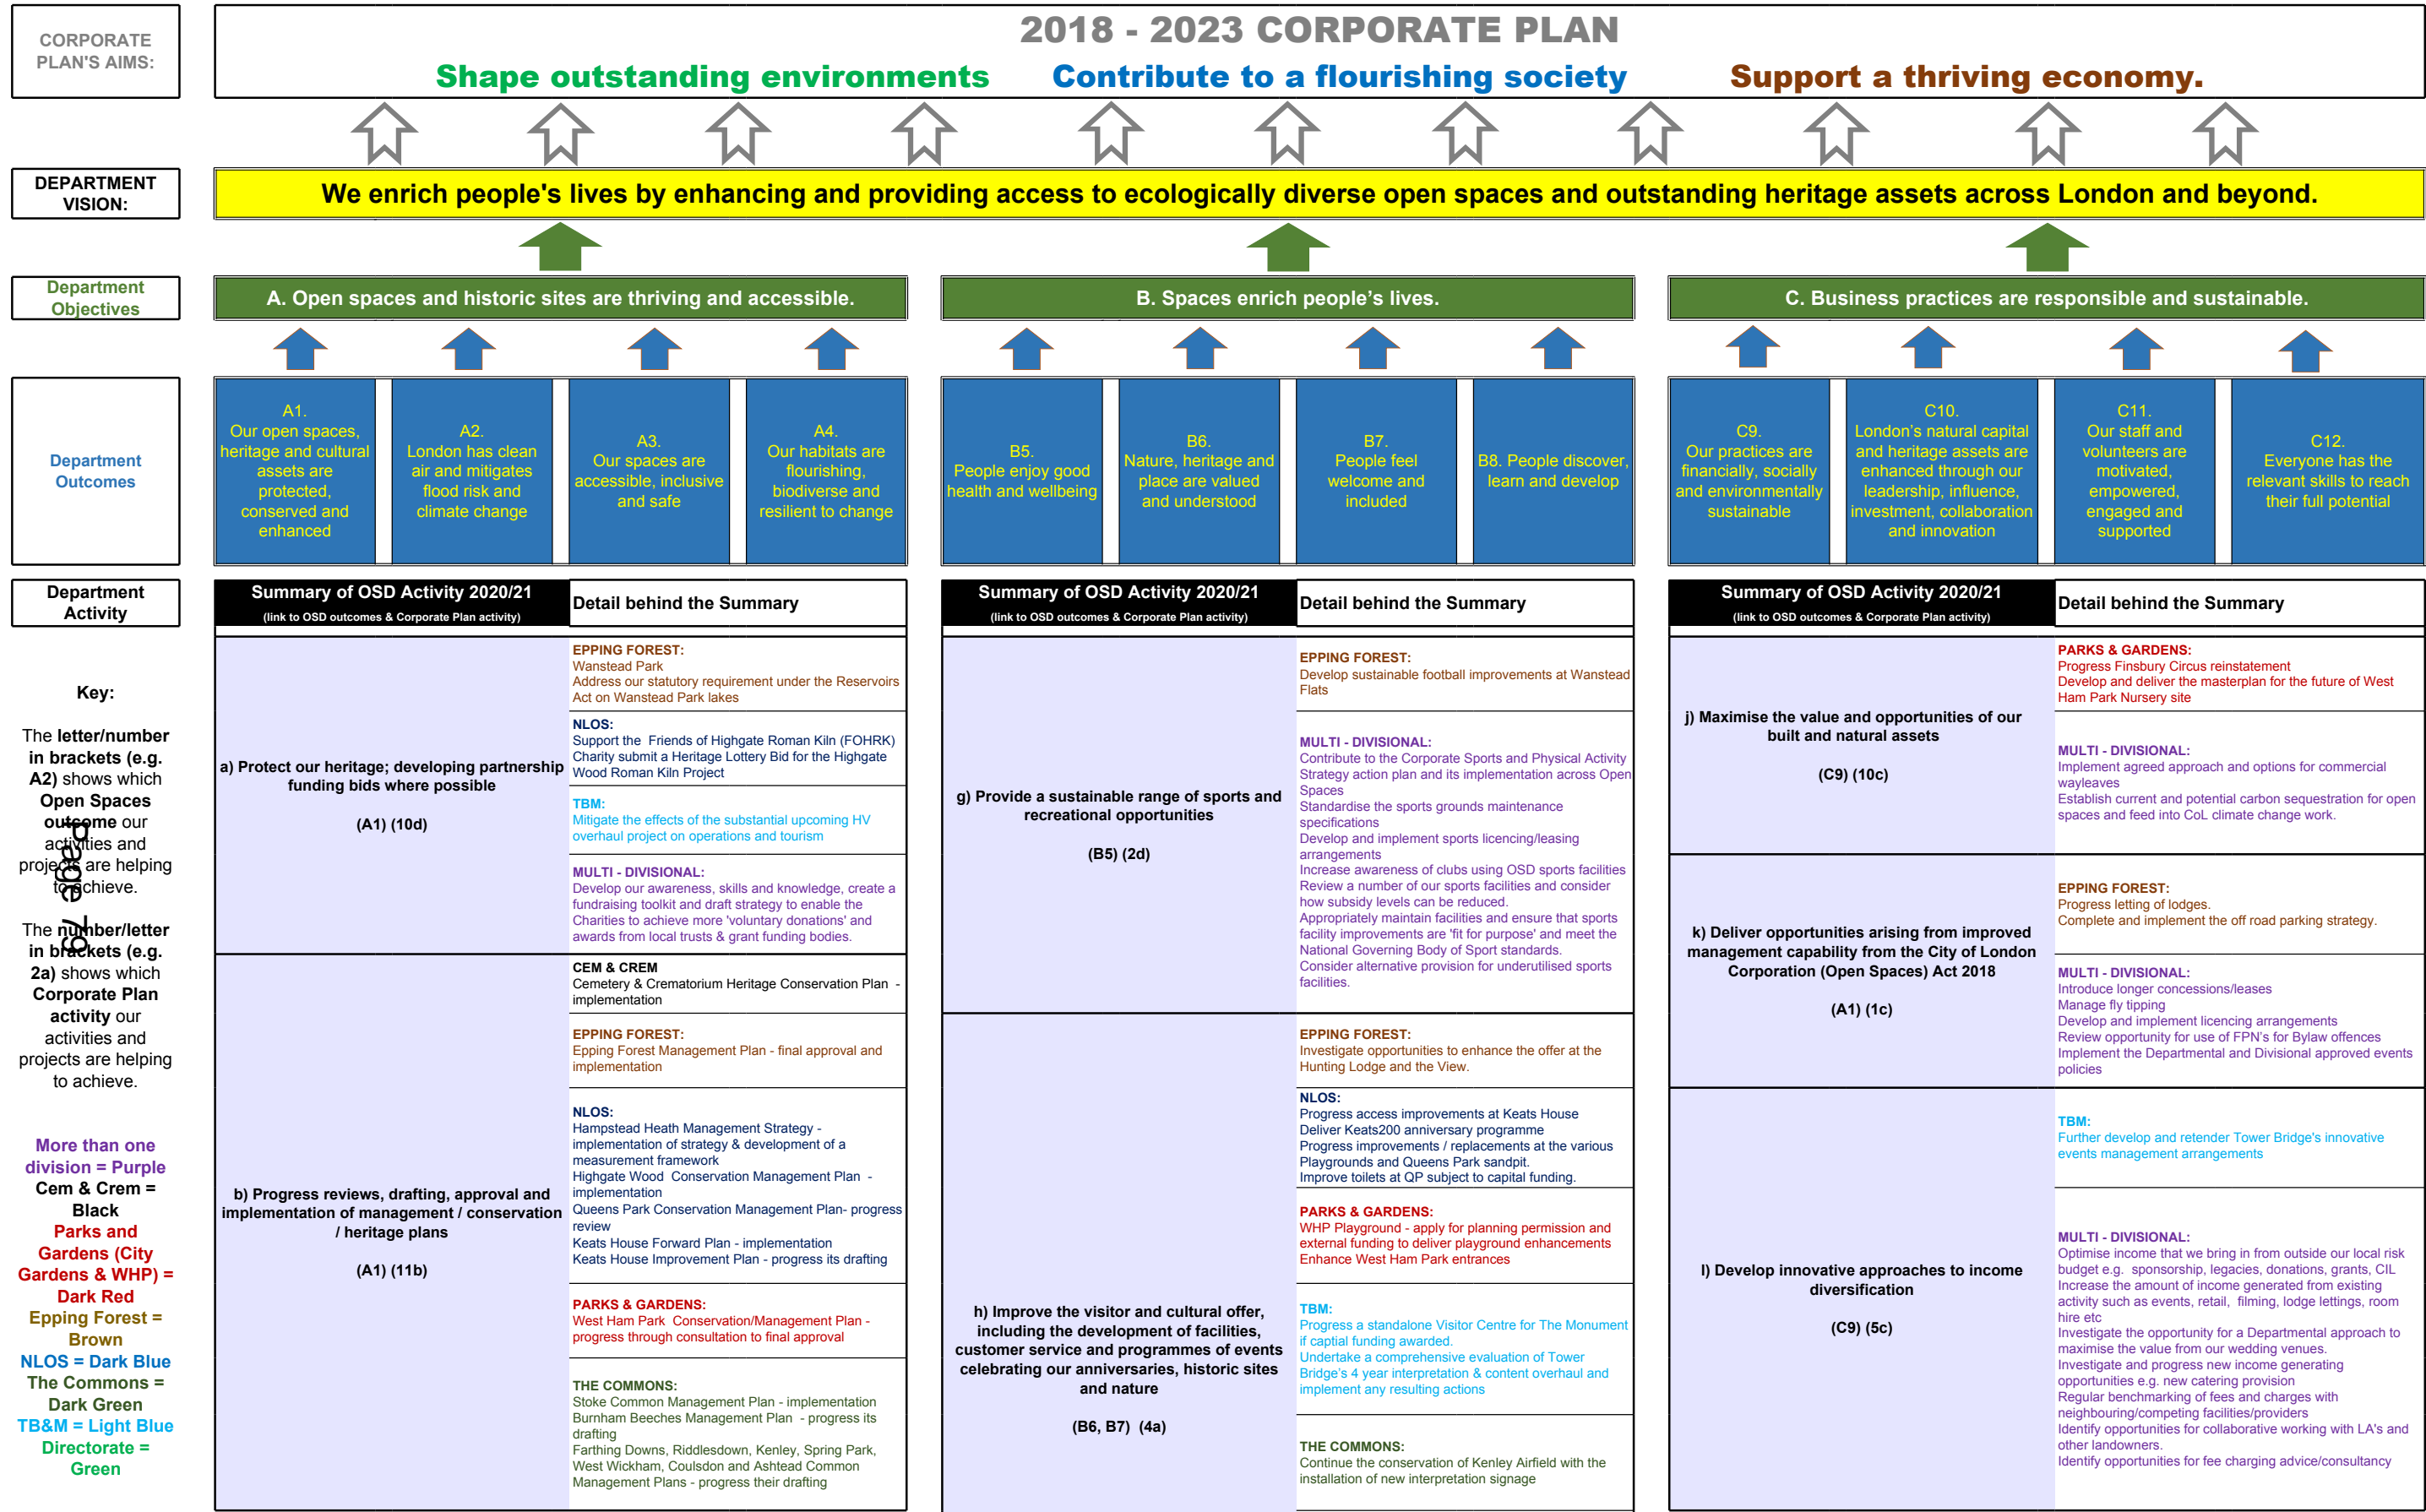 CORPORATE
PLAN'S AIMS:
2018 - 2023 CORPORATE PLAN
Shape outstanding environments Contribute to a flourishing society Support a thriving economy.
DEPARTMENT
VISION:
We enrich people's lives by enhancing and providing access to ecologically diverse open spaces and outstanding heritage assets across London and beyond.
Department
Objectives
A. Open spaces and historic sites are thriving and accessible.
B. Spaces enrich people’s lives.
C. Business practices are responsible and sustainable.
Department
Outcomes
A1.
Our open spaces,
heritage and cultural
assets are
protected,
conserved and
enhanced
A2.
London has clean
air and mitigates
flood risk and
climate change
A3.
Our spaces are
accessible, inclusive
and safe
A4.
Our habitats are
flourishing,
biodiverse and
resilient to change
B5.
People enjoy good
health and wellbeing
B6.
Nature, heritage and
place are valued
and understood
B7.
People feel
welcome and
included
B8. People discover,
learn and develop
C9.
Our practices are
financially, socially
and environmentally
sustainable
C10.
London’s natural capital
and heritage assets are
enhanced through our
leadership, influence,
investment, collaboration
and innovation
C11.
Our staff and
volunteers are
motivated,
empowered,
engaged and
supported
C12.
Everyone has the
relevant skills to reach
their full potential
Department
Activity
Key:
The letter/number
in brackets (e.g.
A2) shows which
Open Spaces
outcome our
activities and
projects are helping
to achieve.
The number/letter
in brackets (e.g.
2a) shows which
Corporate Plan
activity our
activities and
projects are helping
to achieve.
Page 79
More than one
division = Purple
Cem & Crem =
Black
Parks and
Gardens (City
Gardens & WHP) =
Dark Red
Epping Forest =
Brown
NLOS = Dark Blue
The Commons =
Dark Green
TB&M = Light Blue
Directorate =
Green
Summary of OSD Activity 2020/21
(link to OSD outcomes & Corporate Plan activity)
Detail behind the Summary
a) Protect our heritage; developing partnership
funding bids where possible
(A1) (10d)
EPPING FOREST:
Wanstead Park
Address our statutory requirement under the Reservoirs
Act on Wanstead Park lakes
NLOS:
Support the Friends of Highgate Roman Kiln (FOHRK)
Charity submit a Heritage Lottery Bid for the Highgate
Wood Roman Kiln Project
TBM:
Mitigate the effects of the substantial upcoming HV
overhaul project on operations and tourism
MULTI - DIVISIONAL:
Develop our awareness, skills and knowledge, create a
fundraising toolkit and draft strategy to enable the
Charities to achieve more 'voluntary donations' and
awards from local trusts & grant funding bodies.
b) Progress reviews, drafting, approval and
implementation of management / conservation
/ heritage plans
(A1) (11b)
CEM & CREM
Cemetery & Crematorium Heritage Conservation Plan -
implementation
EPPING FOREST:
Epping Forest Management Plan - final approval and
implementation
NLOS:
Hampstead Heath Management Strategy -
implementation of strategy & development of a
measurement framework
Highgate Wood Conservation Management Plan -
implementation
Queens Park Conservation Management Plan- progress
review
Keats House Forward Plan - implementation
Keats House Improvement Plan - progress its drafting
PARKS & GARDENS:
West Ham Park Conservation/Management Plan -
progress through consultation to final approval
THE COMMONS:
Stoke Common Management Plan - implementation
Burnham Beeches Management Plan - progress its
drafting
Farthing Downs, Riddlesdown, Kenley, Spring Park,
West Wickham, Coulsdon and Ashtead Common
Management Plans - progress their drafting
Summary of OSD Activity 2020/21
(link to OSD outcomes & Corporate Plan activity)
Detail behind the Summary
g) Provide a sustainable range of sports and
recreational opportunities
(B5) (2d)
EPPING FOREST:
Develop sustainable football improvements at Wanstead
Flats
MULTI - DIVISIONAL:
Contribute to the Corporate Sports and Physical Activity
Strategy action plan and its implementation across Open
Spaces
Standardise the sports grounds maintenance
specifications
Develop and implement sports licencing/leasing
arrangements
Increase awareness of clubs using OSD sports facilities
Review a number of our sports facilities and consider
how subsidy levels can be reduced.
Appropriately maintain facilities and ensure that sports
facility improvements are 'fit for purpose' and meet the
National Governing Body of Sport standards.
Consider alternative provision for underutilised sports
facilities.
h) Improve the visitor and cultural offer,
including the development of facilities,
customer service and programmes of events
celebrating our anniversaries, historic sites
and nature
(B6, B7) (4a)
EPPING FOREST:
Investigate opportunities to enhance the offer at the
Hunting Lodge and the View.
NLOS:
Progress access improvements at Keats House
Deliver Keats200 anniversary programme
Progress improvements / replacements at the various
Playgrounds and Queens Park sandpit.
Improve toilets at QP subject to capital funding.
PARKS & GARDENS:
WHP Playground - apply for planning permission and
external funding to deliver playground enhancements
Enhance West Ham Park entrances
TBM:
Progress a standalone Visitor Centre for The Monument
if captial funding awarded.
Undertake a comprehensive evaluation of Tower
Bridge’s 4 year interpretation & content overhaul and
implement any resulting actions
THE COMMONS:
Continue the conservation of Kenley Airfield with the
installation of new interpretation signage
Summary of OSD Activity 2020/21
(link to OSD outcomes & Corporate Plan activity)
Detail behind the Summary
j) Maximise the value and opportunities of our
built and natural assets
(C9) (10c)
PARKS & GARDENS:
Progress Finsbury Circus reinstatement
Develop and deliver the masterplan for the future of West
Ham Park Nursery site
MULTI - DIVISIONAL:
Implement agreed approach and options for commercial
wayleaves
Establish current and potential carbon sequestration for open
spaces and feed into CoL climate change work.
k) Deliver opportunities arising from improved
management capability from the City of London
Corporation (Open Spaces) Act 2018
(A1) (1c)
EPPING FOREST:
Progress letting of lodges.
Complete and implement the off road parking strategy.
MULTI - DIVISIONAL:
Introduce longer concessions/leases
Manage fly tipping
Develop and implement licencing arrangements
Review opportunity for use of FPN's for Bylaw offences
Implement the Departmental and Divisional approved events
policies
l) Develop innovative approaches to income
diversification
(C9) (5c)
TBM:
Further develop and retender Tower Bridge's innovative
events management arrangements
MULTI - DIVISIONAL:
Optimise income that we bring in from outside our local risk
budget e.g. sponsorship, legacies, donations, grants, CIL
Increase the amount of income generated from existing
activity such as events, retail, filming, lodge lettings, room
hire etc
Investigate the opportunity for a Departmental approach to
maximise the value from our wedding venues.
Investigate and progress new income generating
opportunities e.g. new catering provision
Regular benchmarking of fees and charges with
neighbouring/competing facilities/providers
Identify opportunities for collaborative working with LA's and
other landowners.
Identify opportunities for fee charging advice/consultancy